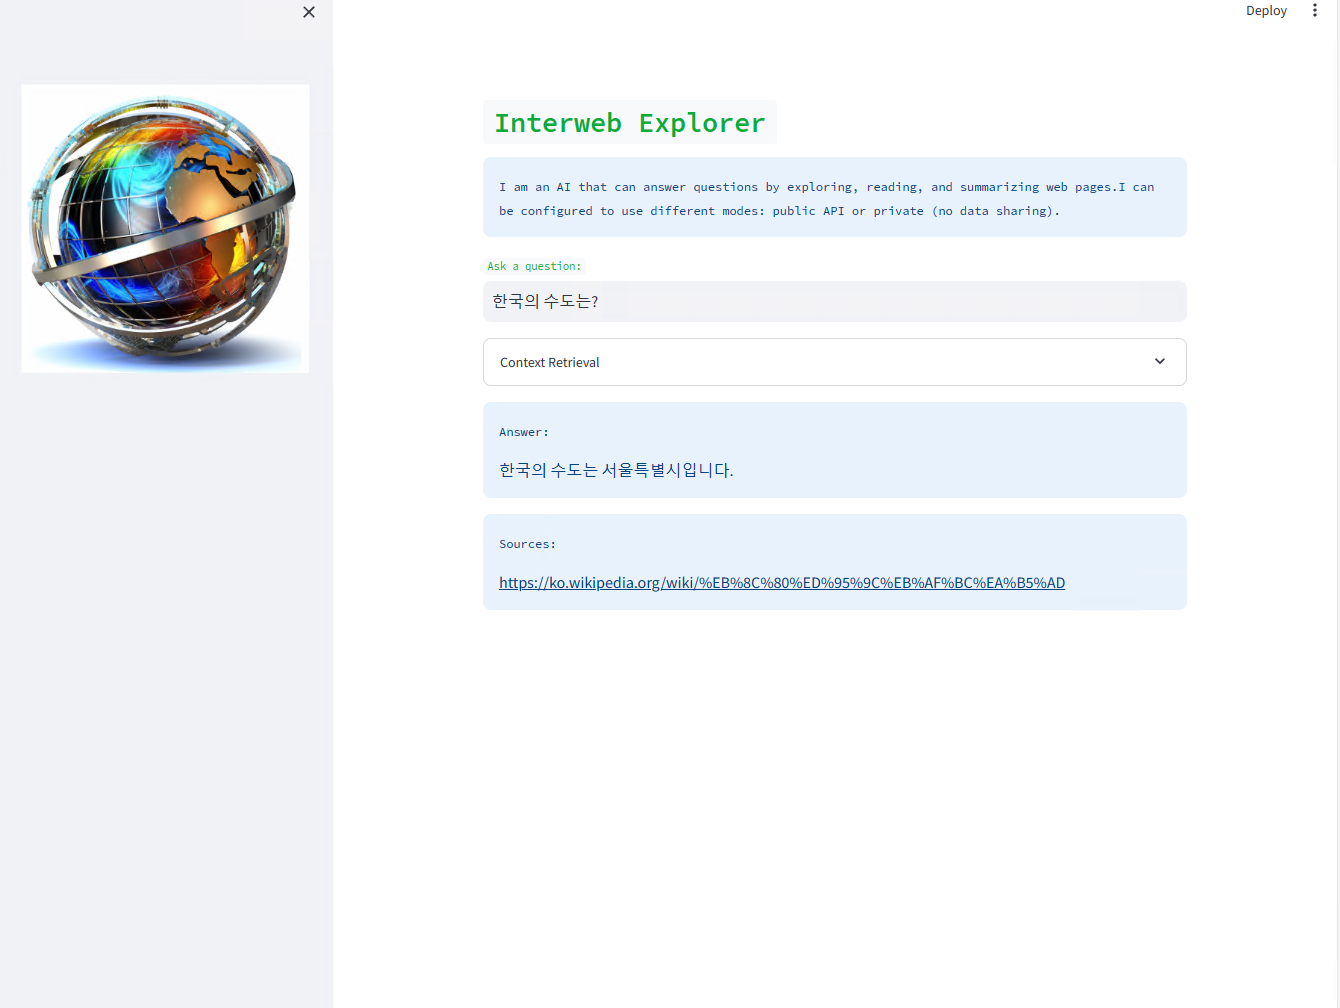 Deploy
Interweb Explorer
I am an AI that can answer questions by exploring, reading, and summarizing web pages.I can
be configured to use different modes: public API or private (no data sharing).
Ask a question:
한국의 수도는?
Context Retrieval
Answer:
한국의 수도는 서울특별시입니다.
Sources:
https://ko.wikipedia.org/wiki/%EB%8C%80%ED%95%9C%EB%AF%BC%EA%B5%AD